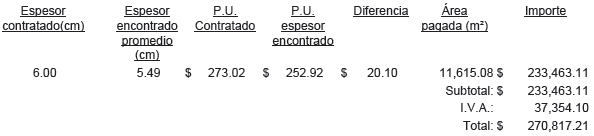 Espesor Espesor P.U. P.U. Diferencia Área Importe
contratado(cm) encontrado Contratado espesor pagada (m²)
promedio encontrado
(cm)
6.00 5.49 $ 273.02 $ 252.92 $ 20.10 11,615.08 $ 233,463.11
Subtotal: $ 233,463.11
I.V.A.: 37,354.10
Total: $ 270,817.21